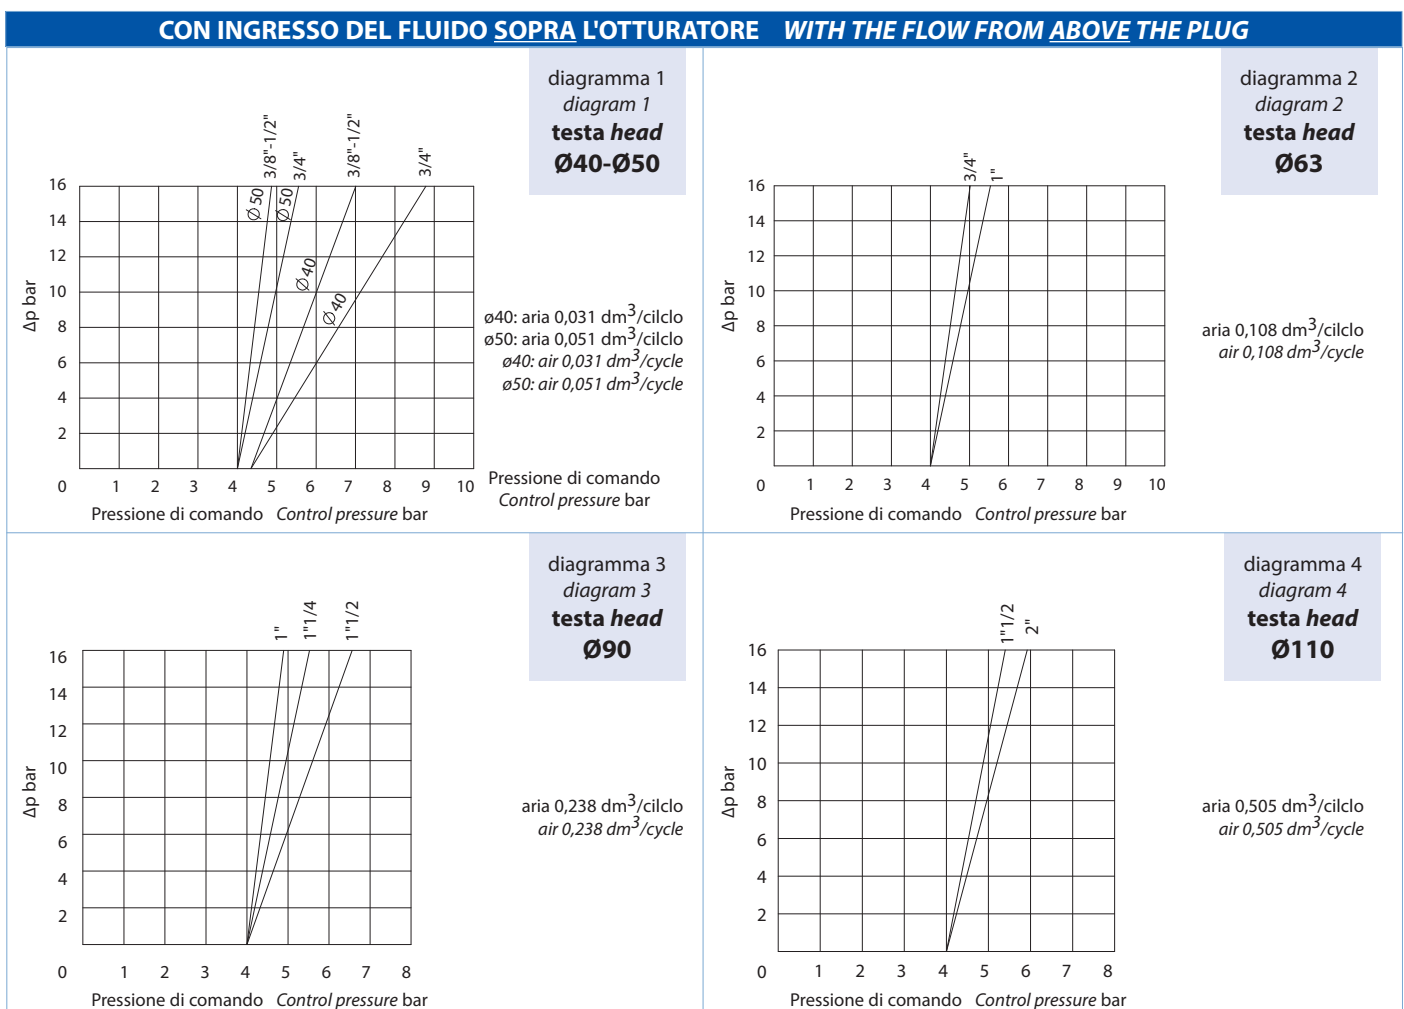 CON INGRESSO DEL FLUIDO SOPRA L'OTTURATORE WITH THE FLOW FROM ABOVE THE PLUG
diagramma 1
diagram 1
testa head
Ø40-Ø50
3/8"-1/2"
3/4"
3/8"-1/2"
3/4"
Ø 50
Ø 50
Ø 40
Ø 40
16
14
12
10
8
6
4
2
Δp bar
0 1 2 3 4 5 6 7 8 9 10
Pressione di comando Control pressure bar
ø40: aria 0,031 dm3/cilclo
ø50: aria 0,051 dm3/cilclo
ø40: air 0,031 dm3/cycle
ø50: air 0,051 dm3/cycle
Pressione di comando
Control pressure bar
diagramma 2
diagram 2
testa head
Ø63
3/4"
1"
16
14
12
10
8
6
4
2
Δp bar
0 1 2 3 4 5 6 7 8 9 10
Pressione di comando Control pressure bar
aria 0,108 dm3/cilclo
air 0,108 dm3/cycle
diagramma 3
diagram 3
testa head
Ø90
1"
1"1/4
1"1/2
16
14
12
10
8
6
4
2
Δp bar
0 1 2 3 4 5 6 7 8
Pressione di comando Control pressure bar
aria 0,238 dm3/cilclo
air 0,238 dm3/cycle
diagramma 4
diagram 4
testa head
Ø110
1"1/2
2"
16
14
12
10
8
6
4
2
Δp bar
0 1 2 3 4 5 6 7 8
Pressione di comando Control pressure bar
aria 0,505 dm3/cilclo
air 0,505 dm3/cycle